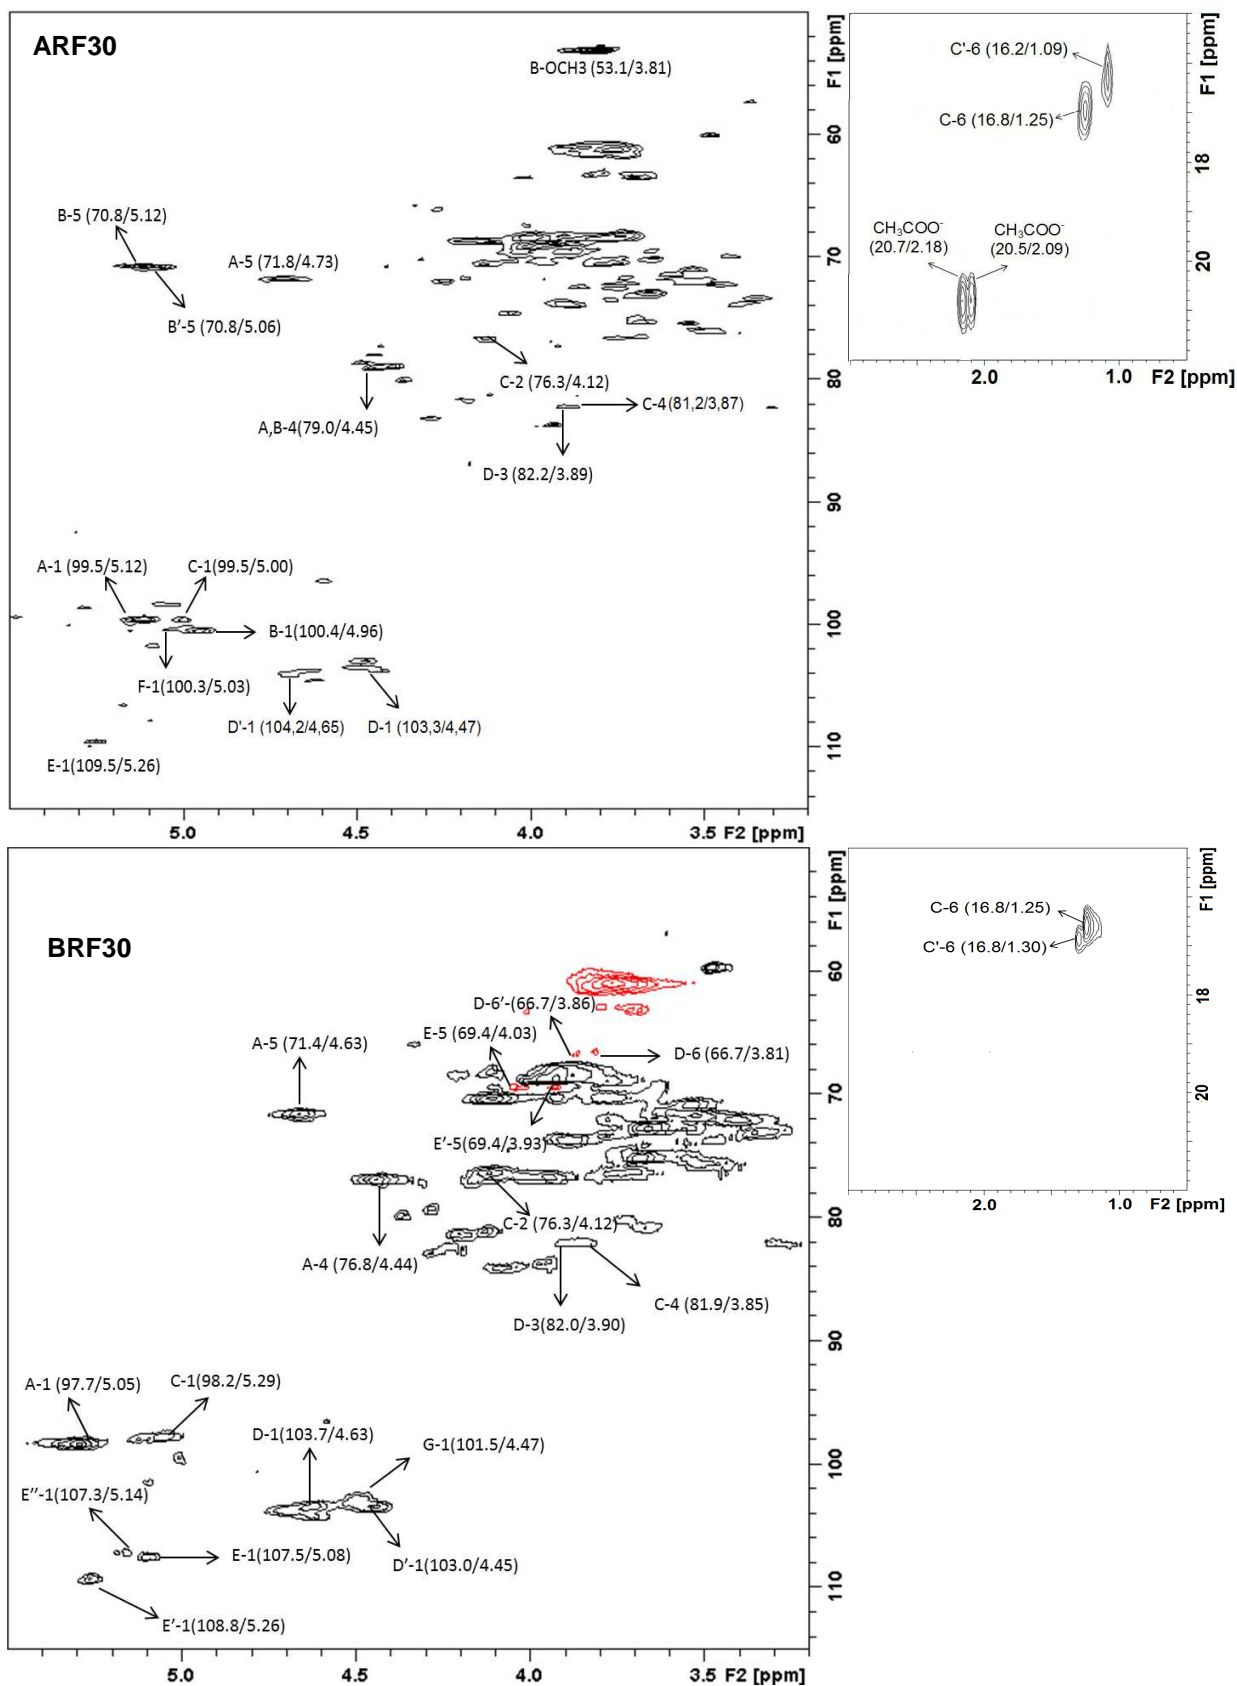 ARF30
B-OCH3 (53.1/3.81)
B-5 (70.8/5.12)
A-5 (71.8/4.73)
B'-5 (70.8/5.06)
C-2 (76.3/4.12)
C-4 (81,2/3,87)
A,B-4(79.0/4.45)
D-3 (82.2/3.89)
A-1 (99.5/5.12)
C-1(99.5/5.00)
B-1(100.4/4.96)
F-1(100.3/5.03)
D'-1 (104,2/4,65)
D-1 (103,3/4,47)
E-1(109.5/5.26)
F1 [ppm]
60
70
80
90
100
110
5.0 4.5 4.0 3.5 F2 [ppm]
C'-6 (16.2/1.09)
C-6 (16.8/1.25)
CH3COO-
(20.7/2.18)
CH3COO-
(20.5/2.09)
F1 [ppm]
18
20
2.0 1.0 F2 [ppm]
BRF30
D-6'-(66.7/3.86)
E-5 (69.4/4.03)
A-5 (71.4/4.63)
D-6 (66.7/3.81)
E'-5(69.4/3.93)
C-2 (76.3/4.12)
A-4 (76.8/4.44)
C-4 (81.9/3.85)
D-3(82.0/3.90)
A-1 (97.7/5.05)
C-1(98.2/5.29)
D-1(103.7/4.63)
G-1(101.5/4.47)
E''-1(107.3/5.14)
E-1(107.5/5.08)
D'-1(103.0/4.45)
E'-1(108.8/5.26)
F1 [ppm]
60
70
80
90
100
110
5.0 4.5 4.0 3.5 F2 [ppm]
C-6 (16.8/1.25)
C'-6 (16.8/1.30)
F1 [ppm]
18
20
2.0 1.0 F2 [ppm]